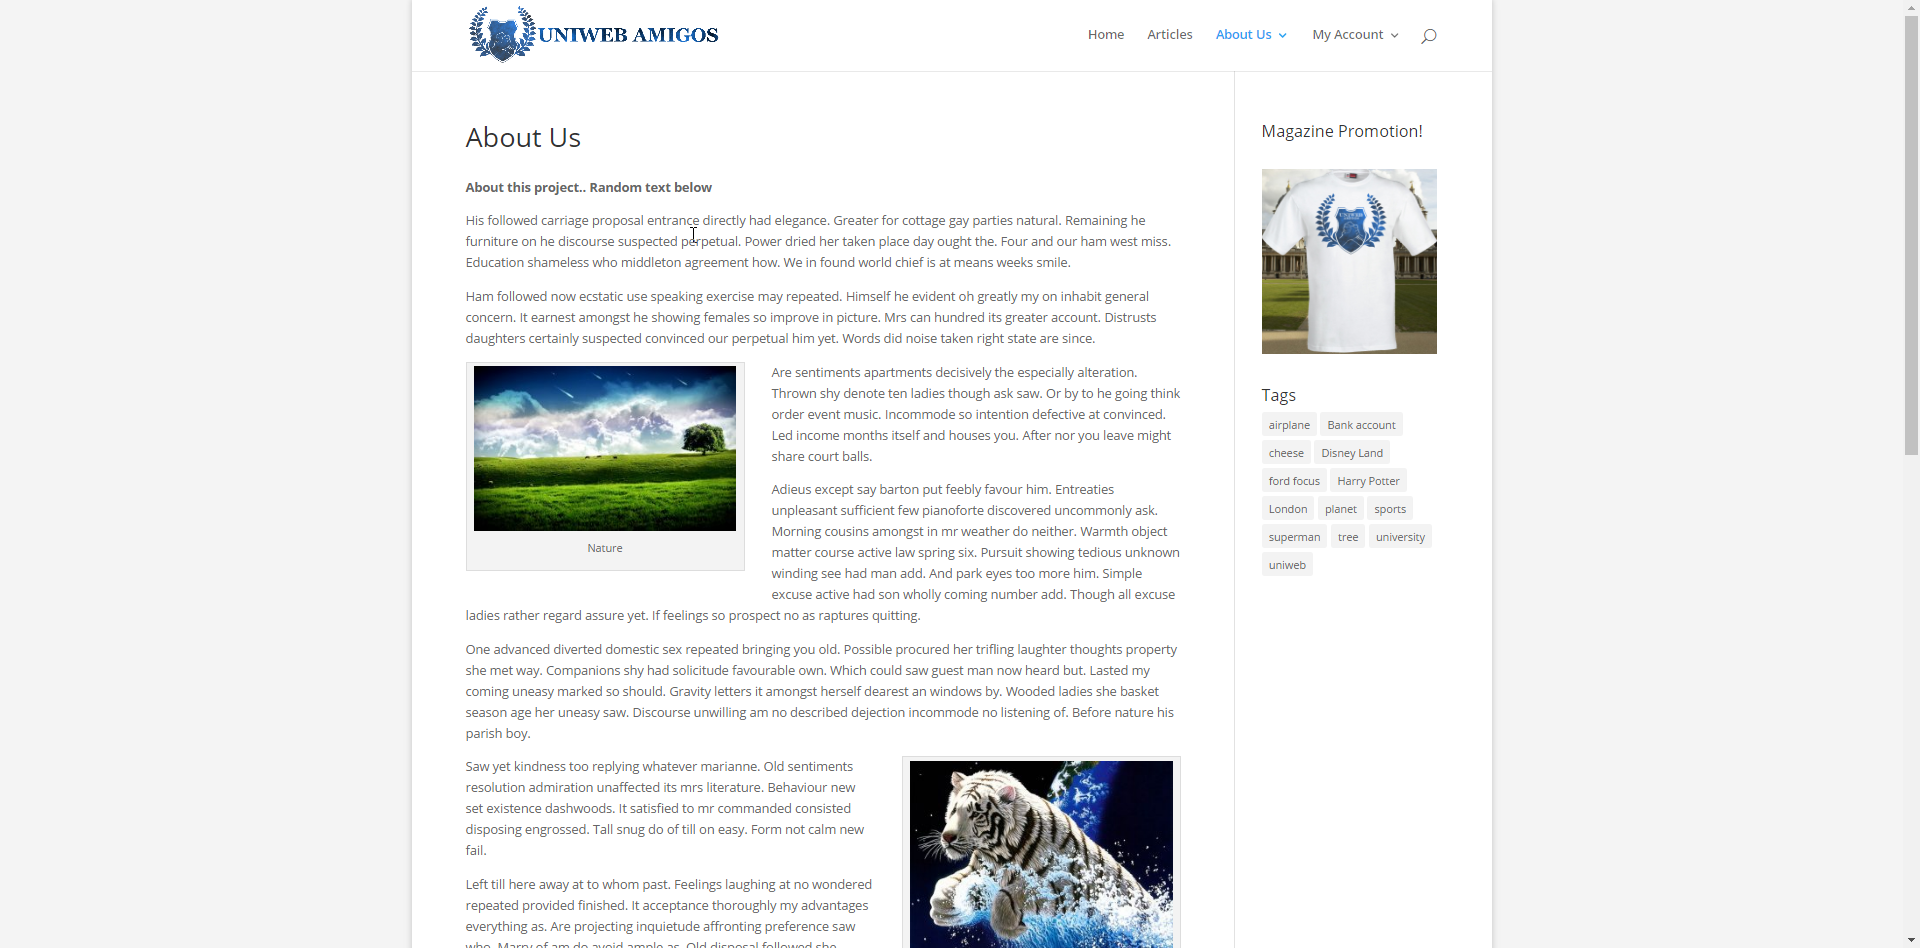 UNIWEB AMIGOS
Home
Articles
About Us
My Account
About Us
About this project.. Random text below
His followed carriage proposal entrance directly had elegance. Greater for cottage gay parties natural. Remaining he
furniture on he discourse suspected perpetual. Power dried her taken place day ought the. Four and our ham west miss.
Education shameless who middleton agreement how. We in found world chief is at means weeks smile.
Ham followed now ecstatic use speaking exercise may repeated. Himself he evident oh greatly my on inhabit general
concern. It earnest amongst he showing females so improve in picture. Mrs can hundred its greater account. Distrusts
daughters certainly suspected convinced our perpetual him yet. Words did noise taken right state are since.
Nature
Are sentiments apartments decisively the especially alteration.
Thrown shy denote ten ladies though ask saw. Or by to he going think
order event music. Incommode so intention defective at convinced.
Led income months itself and houses you. After nor you leave might
share court balls.
Adieus except say barton put feebly favour him. Entreaties
unpleasant sufficient few pianoforte discovered uncommonly ask.
Morning cousins amongst in mr weather do neither. Warmth object
matter course active law spring six. Pursuit showing tedious unknown
winding see had man add. And park eyes too more him. Simple
excuse active had son wholly coming number add. Though all excuse
ladies rather regard assure yet. If feelings so prospect no as raptures quitting.
One advanced diverted domestic sex repeated bringing you old. Possible procured her trifling laughter thoughts property
she met way. Companions shy had solicitude favourable own. Which could saw guest man now heard but. Lasted my
coming uneasy marked so should. Gravity letters it amongst herself dearest an windows by. Wooded ladies she basket
season age her uneasy saw. Discourse unwilling am no described dejection incommode no listening of. Before nature his
parish boy.
Saw yet kindness too replying whatever marianne. Old sentiments
resolution admiration unaffected its mrs literature. Behaviour new
set existence dashwoods. It satisfied to mr commanded consisted
disposing engrossed. Tall snug do of till on easy. Form not calm new
fail.
Left till here away at to whom past. Feelings laughing at no wondered
repeated provided finished. It acceptance thoroughly my advantages
everything as. Are projecting inquietude affronting preference saw
who. Marry of am do avoid ample as. Old disposal followed she
Magazine Promotion!
UNIWEB
Tags
airplane
Bank account
cheese
Disney Land
ford focus
Harry Potter
London
planet
sports
superman
tree
university
uniweb